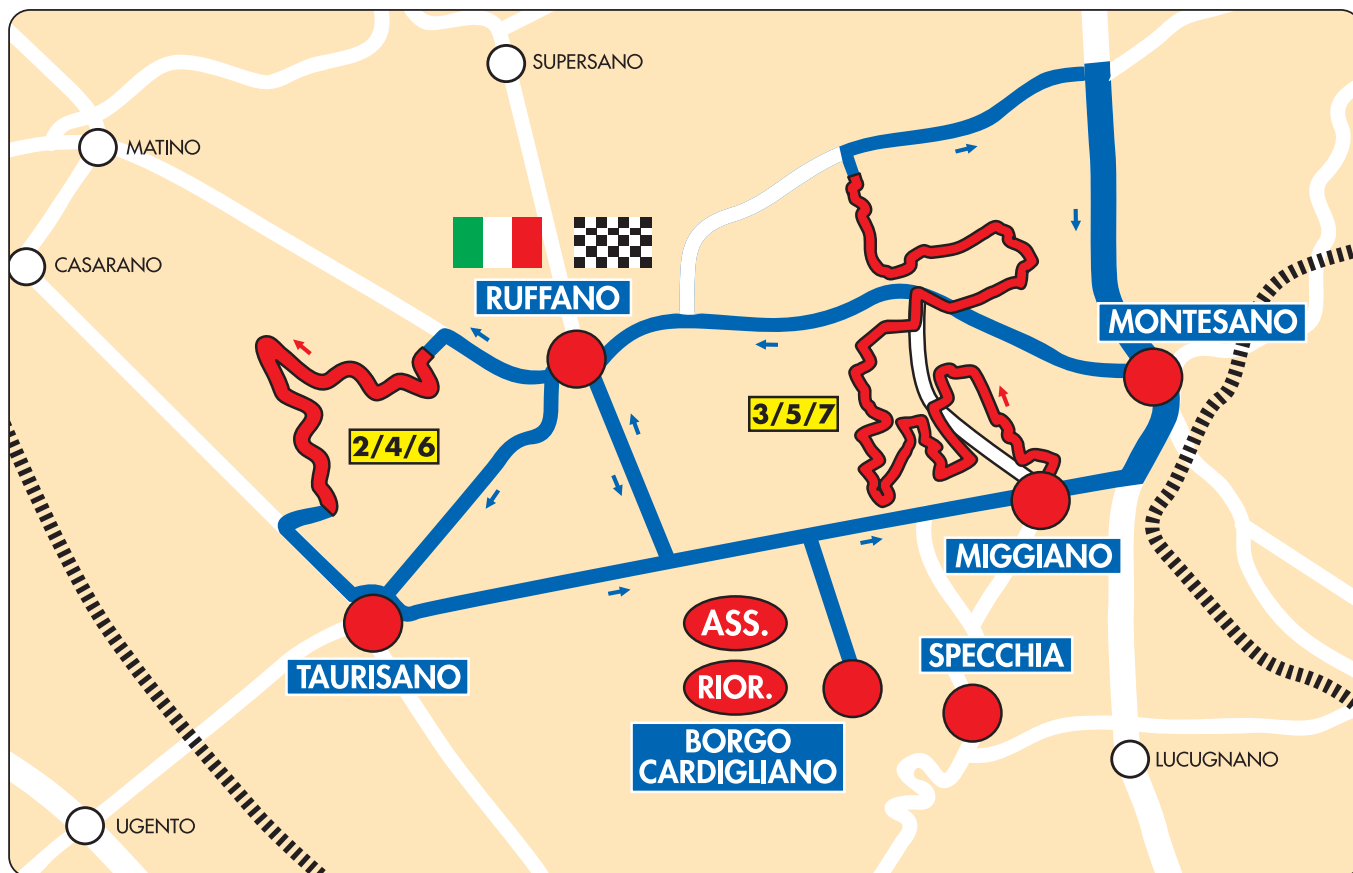 SUPERSANO
MATINO
CASARANO
RUFFANO
MONTESANO
3/5/7
2/4/6
MIGGIANO
ASS.
SPECCHIA
TAURISANO
RIOR.
BORGO
CARDIGLIANO
LUCUGNANO
UGENTO